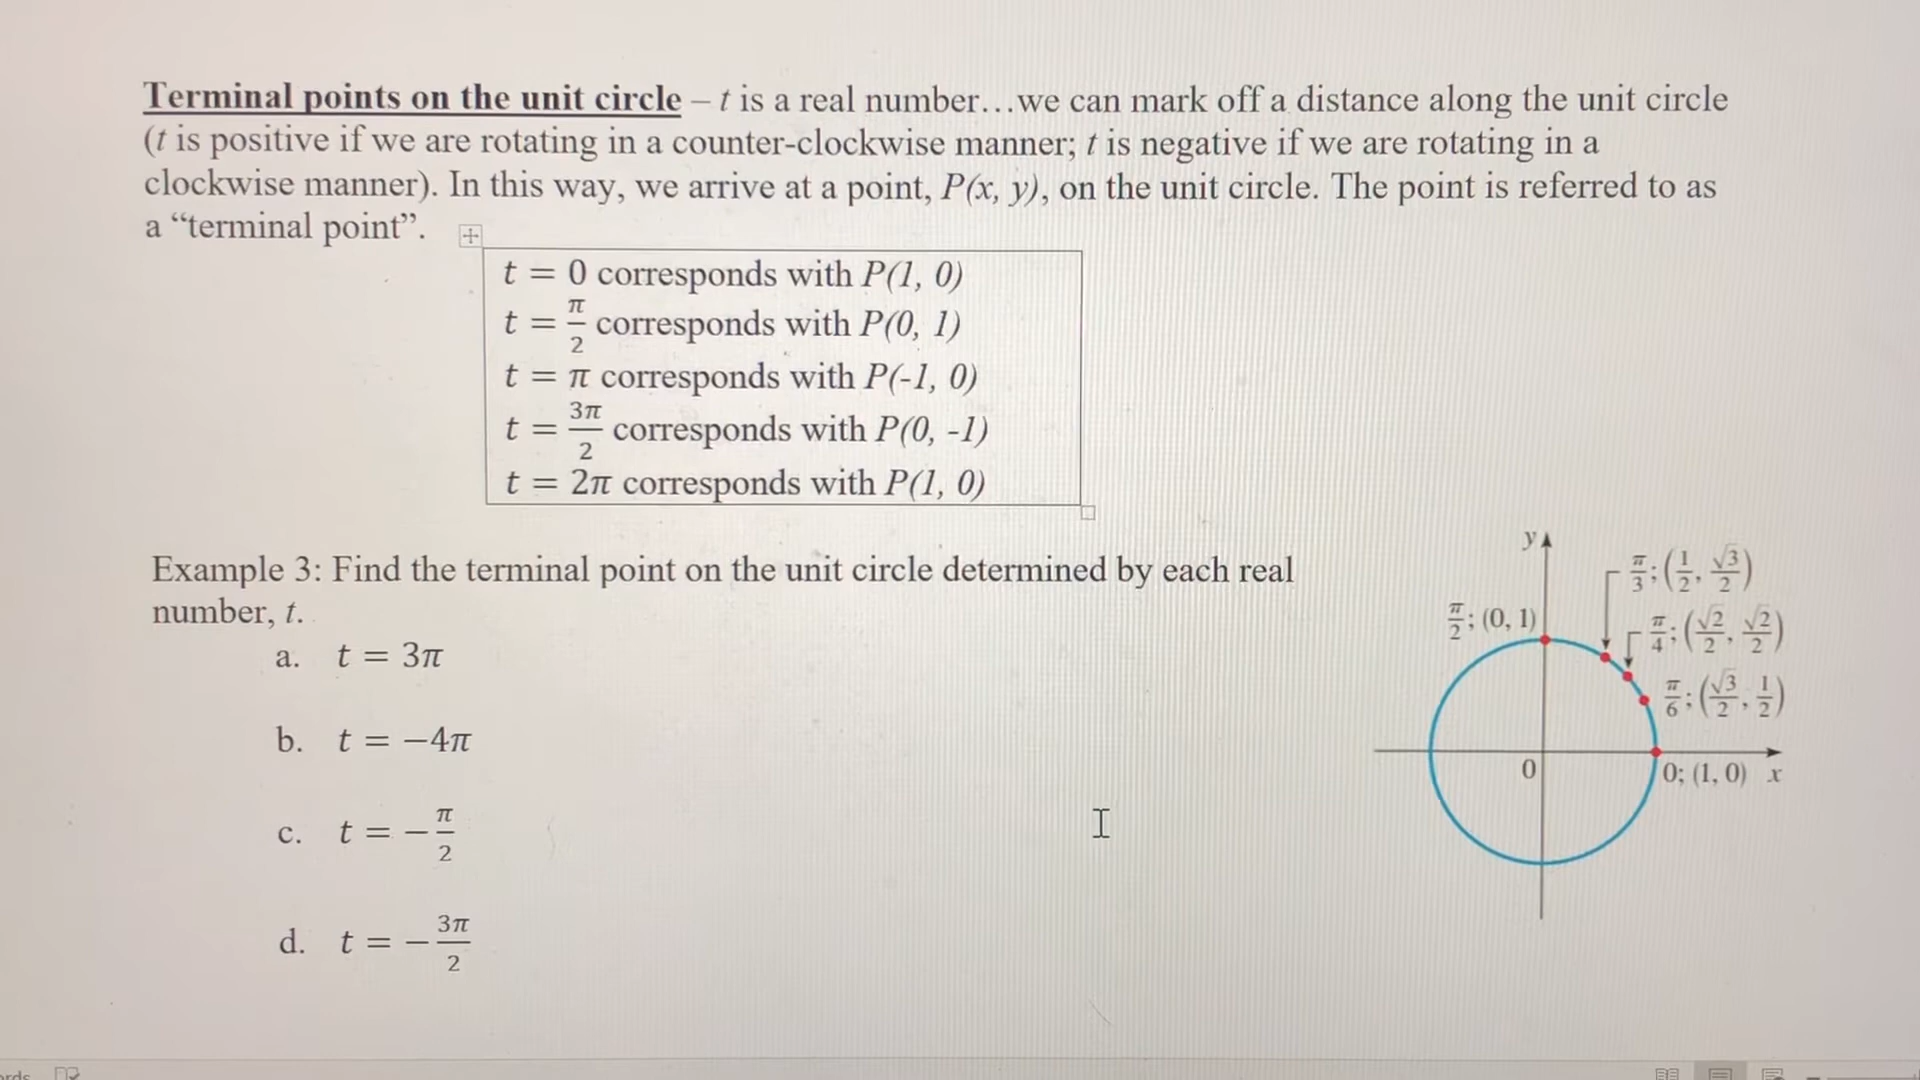 Terminal points on the unit circle – t is a real number…we can mark off a distance along the unit circle
(t is positive if we are rotating in a counter-clockwise manner; t is negative if we are rotating in a
clockwise manner). In this way, we arrive at a point, P(x, y), on the unit circle. The point is referred to as
a “terminal point”.
t = 0 corresponds with P(1, 0)
t = π/2 corresponds with P(0, 1)
t = π corresponds with P(-1, 0)
t = 3π/2 corresponds with P(0, -1)
t = 2π corresponds with P(1, 0)
Example 3: Find the terminal point on the unit circle determined by each real
number, t.
a. t = 3π
b. t = −4π
c. t = −π/2
d. t = −3π/2
y
π/3; (1/2, √3/2)
π/2; (0, 1)
π/4; (√2/2, √2/2)
π/6; (√3/2, 1/2)
0
0; (1, 0) x